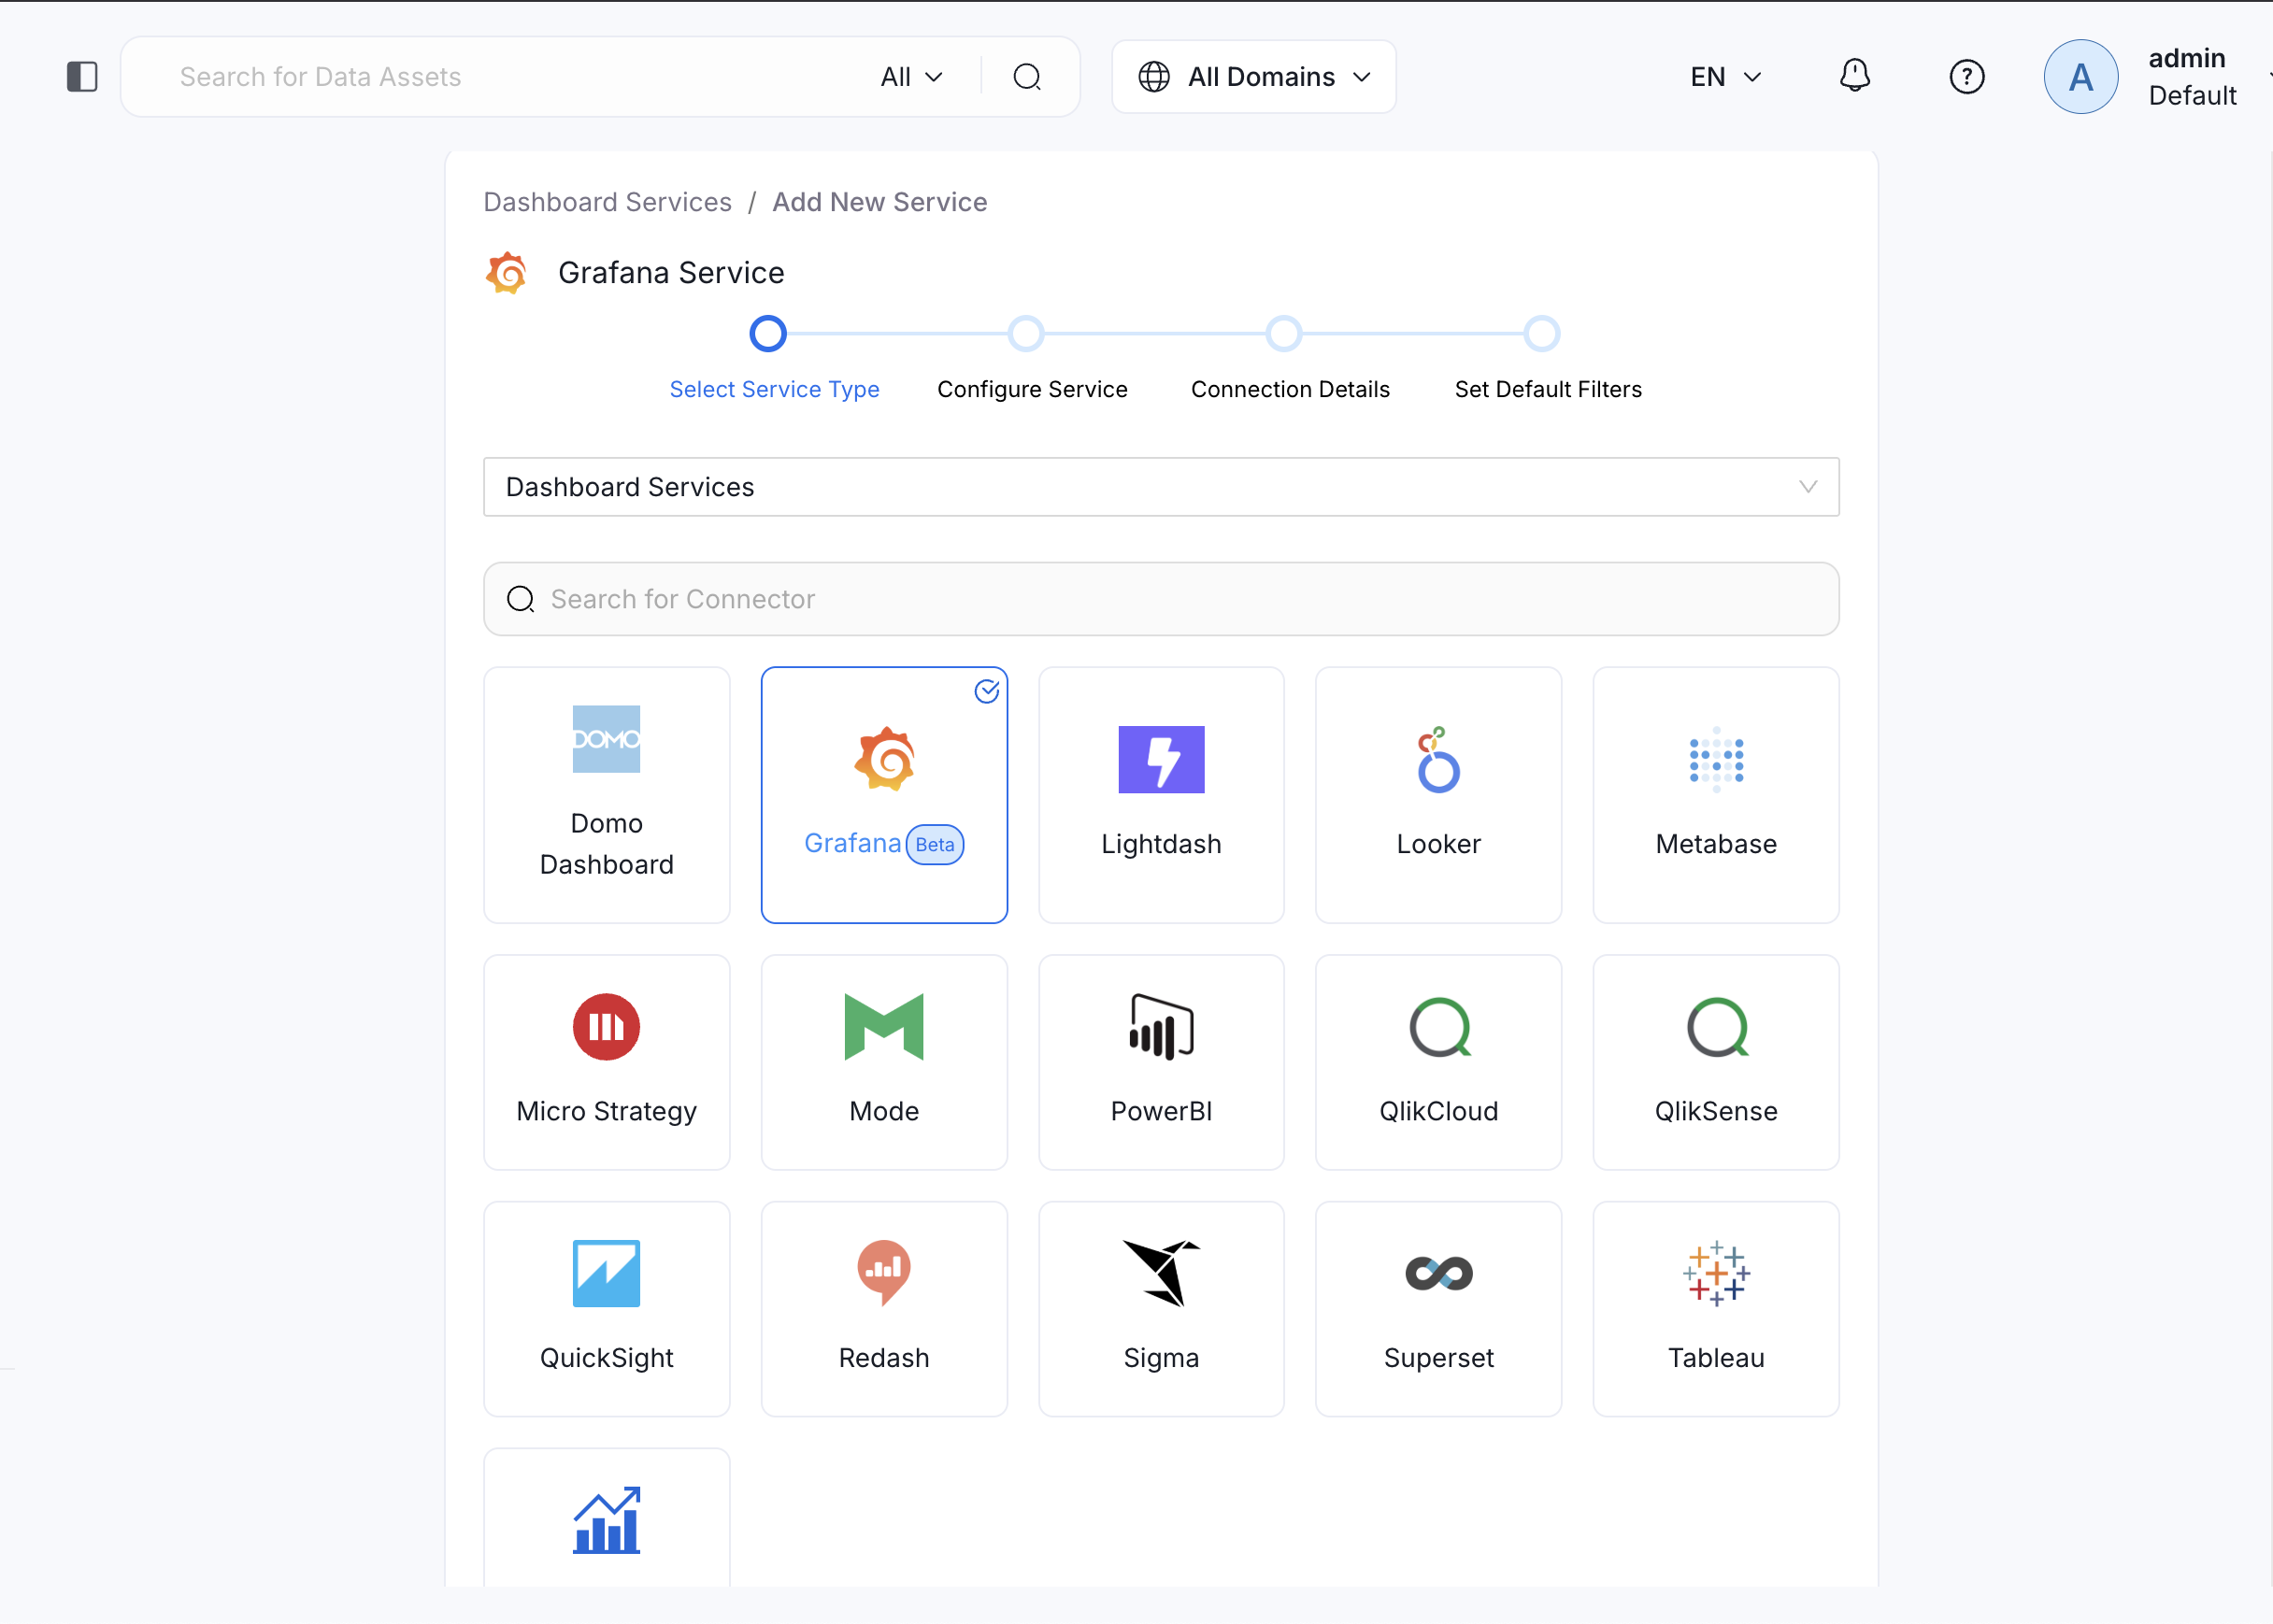 Search for Data Assets
All
All Domains
EN
A
admin
Default
Dashboard Services / Add New Service
Grafana Service
Select Service Type
Configure Service
Connection Details
Set Default Filters
Dashboard Services
Search for Connector
DOMO
Domo
Dashboard
Grafana Beta
Lightdash
Looker
Metabase
Micro Strategy
Mode
PowerBI
QlikCloud
QlikSense
QuickSight
Redash
Sigma
Superset
Tableau